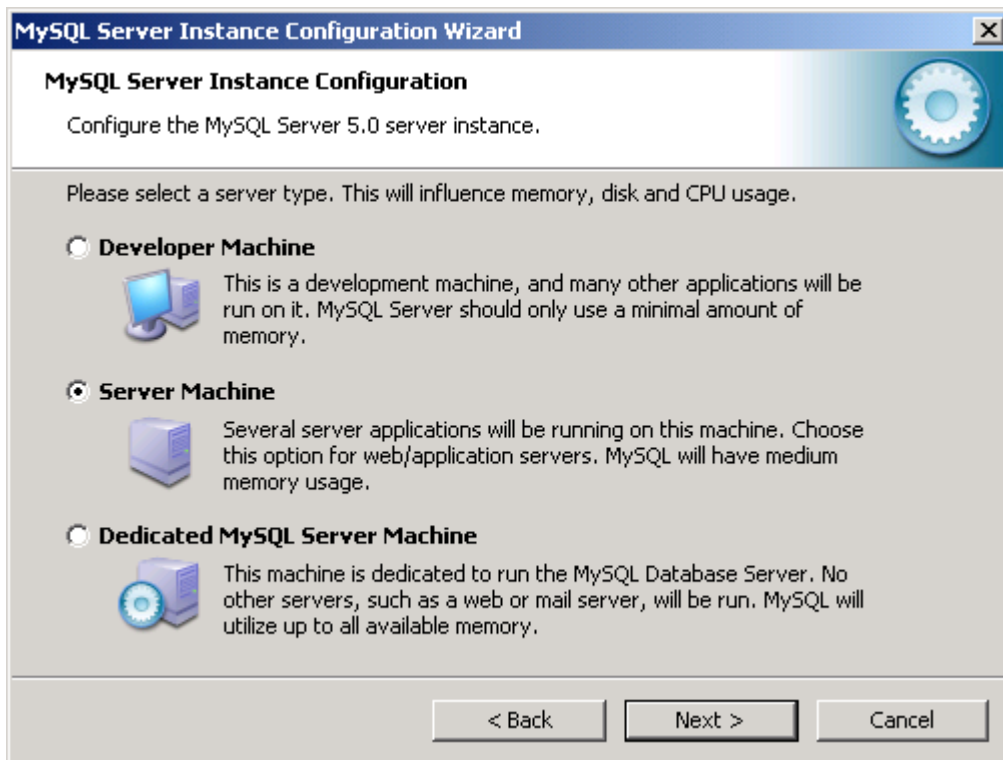 MySQL Server Instance Configuration Wizard
MySQL Server Instance Configuration
Configure the MySQL Server 5.0 server instance.
Please select a server type. This will influence memory, disk and CPU usage.
Developer Machine
This is a development machine, and many other applications will be
run on it. MySQL Server should only use a minimal amount of
memory.
Server Machine
Several server applications will be running on this machine. Choose
this option for web/application servers. MySQL will have medium
memory usage.
Dedicated MySQL Server Machine
This machine is dedicated to run the MySQL Database Server. No
other servers, such as a web or mail server, will be run. MySQL will
utilize up to all available memory.
< Back
Next >
Cancel